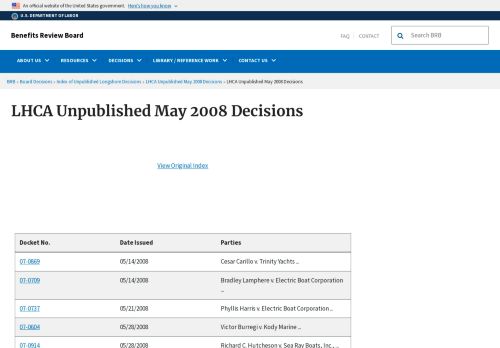 An official website of the United States government. Here's how you know
U.S. DEPARTMENT OF LABOR
Benefits Review Board
FAQ CONTACT
Search BRB
ABOUT US RESOURCES DECISIONS LIBRARY / REFERENCE WORK CONTACT US
BRB › Board Decisions › Index of Unpublished Longshore Decisions › LHCA Unpublished May 2008 Decisions › LHCA Unpublished May 2008 Decisions
LHCA Unpublished May 2008 Decisions
View Original Index
Docket No. Date Issued Parties
07-0869 05/14/2008 Cesar Carillo v. Trinity Yachts ..
07-0709 05/14/2008 Bradley Lamphere v. Electric Boat Corporation
..
07-0737 05/21/2008 Phyllis Harris v. Electric Boat Corporation ..
07-0604 05/28/2008 Victor Burregi v. Kody Marine ..
07-0914 05/28/2008 Richard C. Hutcheson v. Sea Ray Boats, Inc., ..